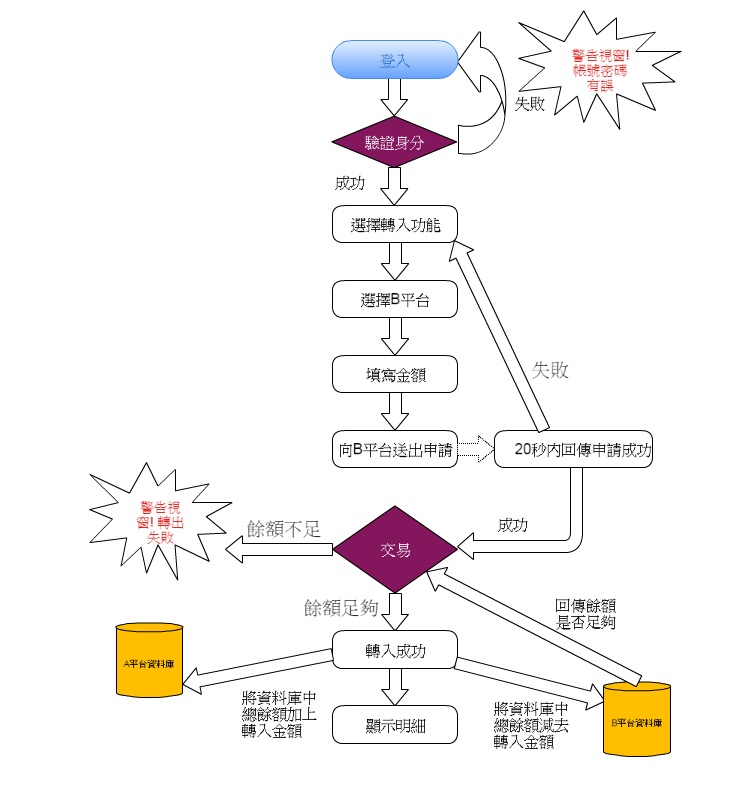 登入
警告視窗!
帳號密碼
有誤
失敗
驗證身分
成功
選擇轉入功能
選擇B平台
填寫金額
失敗
向B平台送出申請
20秒內回傳申請成功
警告視
窗! 轉出
失敗
餘額不足
交易
成功
餘額足夠
回傳餘額
是否足夠
轉入成功
A平台資料庫
將資料庫中
總餘額加上
轉入金額
顯示明細
將資料庫中
總餘額減去
轉入金額
B平台資料庫